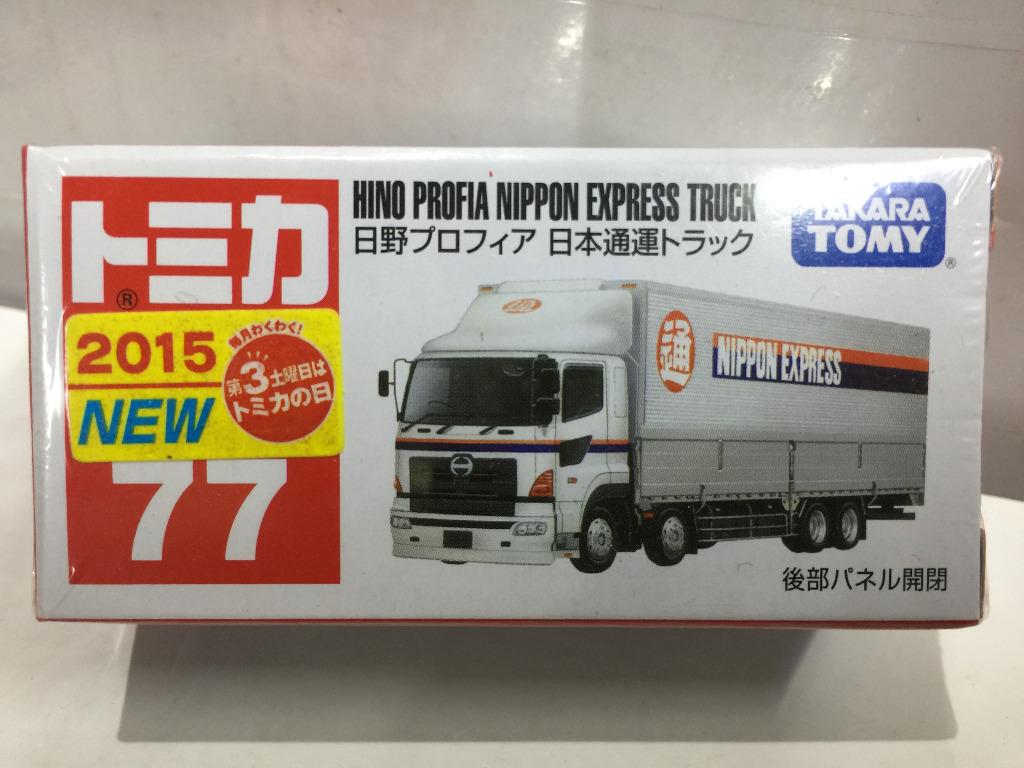 トミカ
®
2015
NEW
毎月わくわく!
第3土曜日は
トミカの日
77
HINO PROFIA NIPPON EXPRESS TRUCK
日野プロフィア 日本通運トラック
TAKARA
TOMY
®
通
通
NIPPON EXPRESS
後部パネル開閉